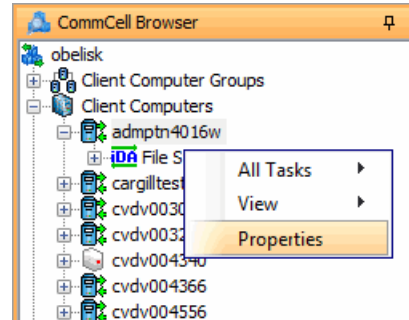 CommCell Browser
obelisk
Client Computer Groups
Client Computers
admptn4016w
iDA File S
All Tasks
cargilltest
View
cvdv0030
cvdv0032
Properties
cvdv004340
cvdv004366
cvdv004556